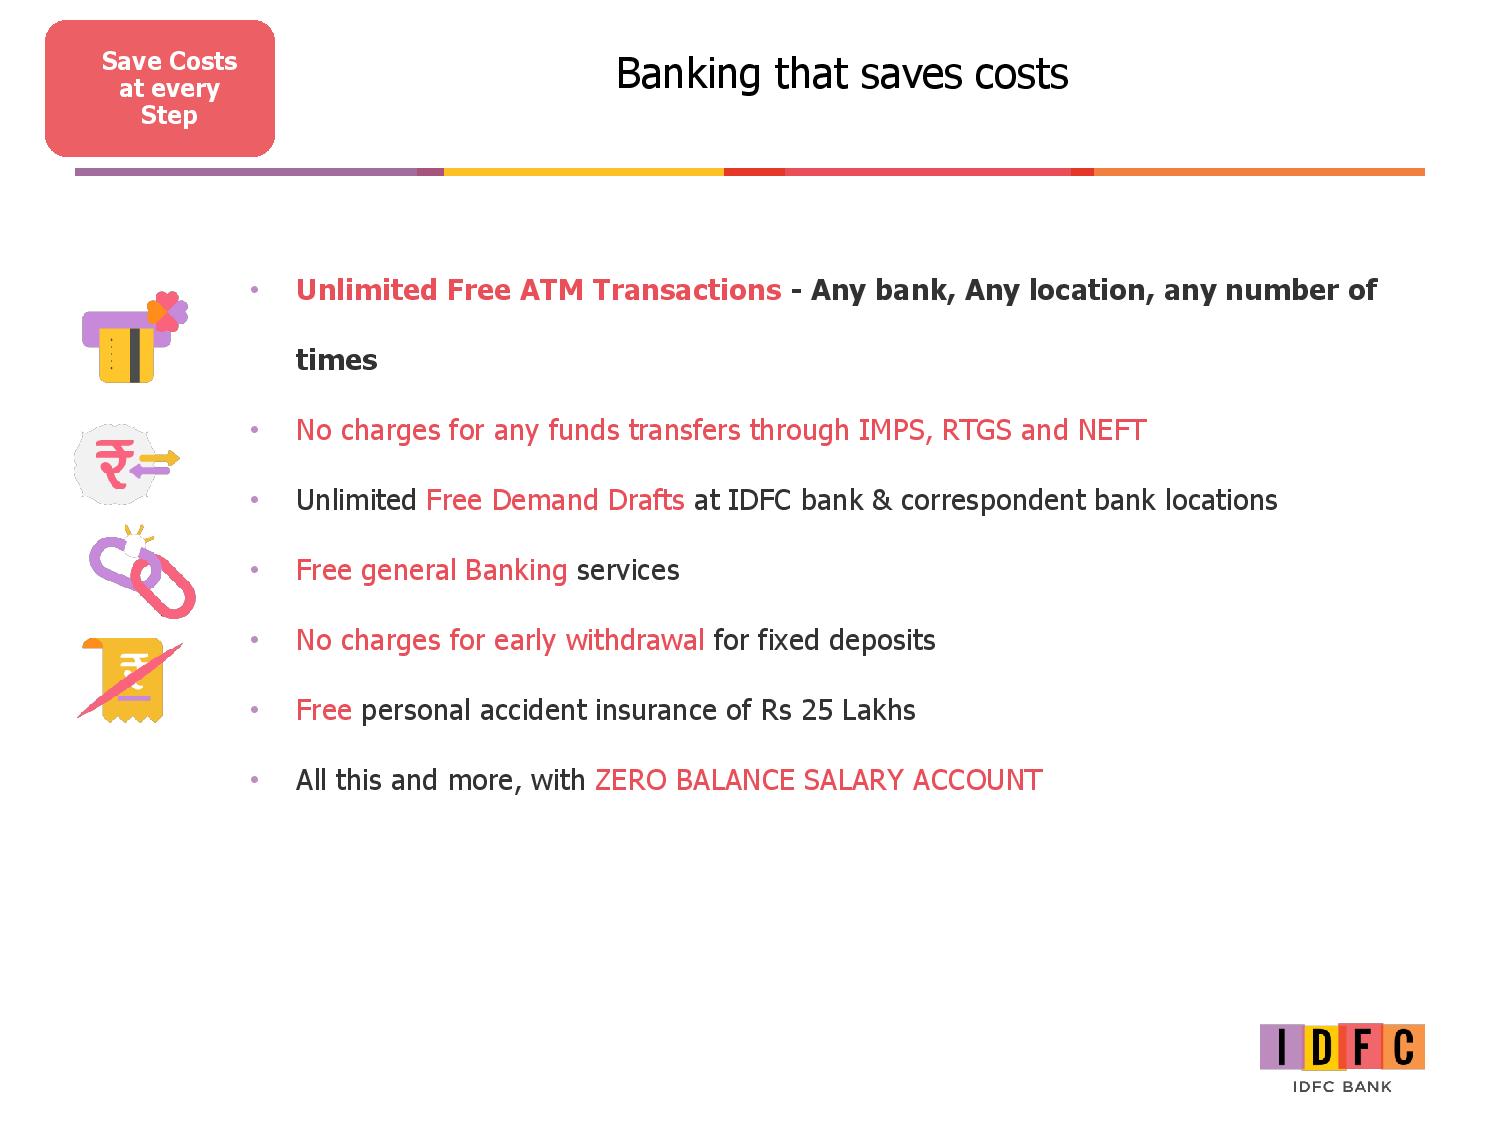 Save Costs
at every
Step
Banking that saves costs
• Unlimited Free ATM Transactions - Any bank, Any location, any number of
times
• No charges for any funds transfers through IMPS, RTGS and NEFT
• Unlimited Free Demand Drafts at IDFC bank & correspondent bank locations
• Free general Banking services
• No charges for early withdrawal for fixed deposits
• Free personal accident insurance of Rs 25 Lakhs
• All this and more, with ZERO BALANCE SALARY ACCOUNT
₹
₹
IDFC
IDFC BANK